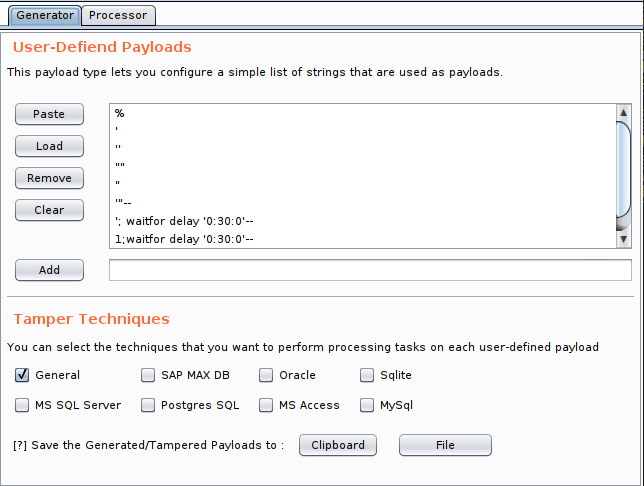 Generator Processor
User-Defiend Payloads
This payload type lets you configure a simple list of strings that are used as payloads.
Paste
Load
Remove
Clear
%
'
''
""
"
'"--
'; waitfor delay '0:30:0'--
1;waitfor delay '0:30:0'--
Add
Tamper Techniques
You can select the techniques that you want to perform processing tasks on each user-defined payload
General SAP MAX DB Oracle Sqlite
MS SQL Server Postgres SQL MS Access MySql
[?] Save the Generated/Tampered Payloads to : Clipboard File